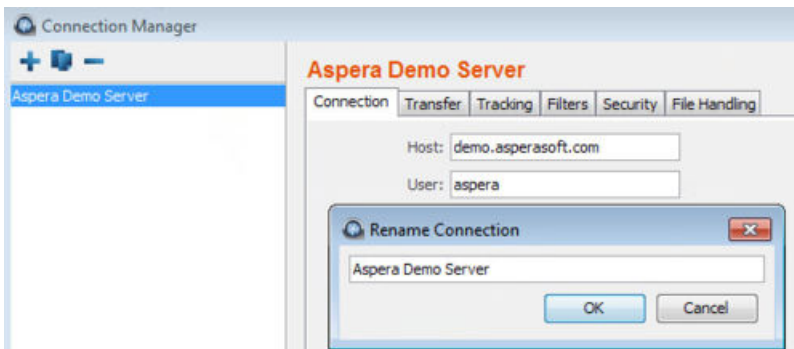 Connection Manager
Aspera Demo Server
Aspera Demo Server
Connection Transfer Tracking Filters Security File Handling
Host: demo.asperasoft.com
User: aspera
Rename Connection
Aspera Demo Server
OK Cancel